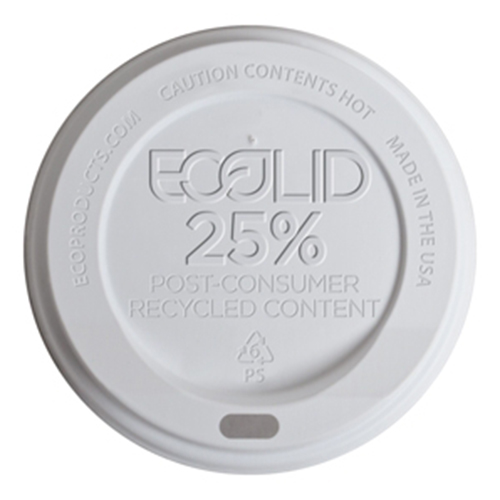 CAUTION CONTENTS HOT
ECOPRODUCTS.COM
MADE IN THE USA
ECOLID
25%
POST-CONSUMER
RECYCLED CONTENT
6
PS